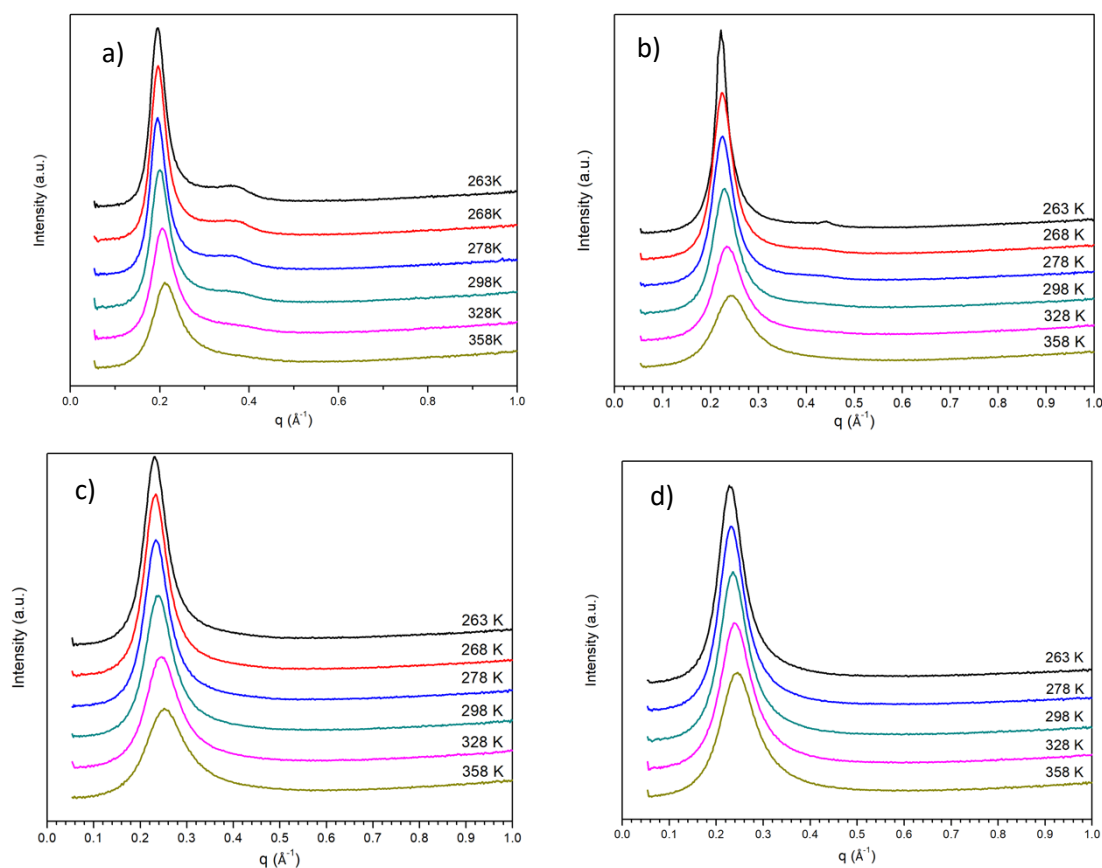 a)
Intensity (a.u.)
263K
268K
278K
298K
328K
358K
0.0 0.2 0.4 0.6 0.8 1.0
q (Å⁻¹)
b)
Intensity (a.u.)
263 K
268 K
278 K
298 K
328 K
358 K
0.0 0.1 0.2 0.3 0.4 0.5 0.6 0.7 0.8 0.9 1.0
q (Å⁻¹)
c)
Intensity (a.u.)
263 K
268 K
278 K
298 K
328 K
358 K
0.0 0.1 0.2 0.3 0.4 0.5 0.6 0.7 0.8 0.9 1.0
q (Å⁻¹)
d)
Intensity (a.u.)
263 K
278 K
298 K
328 K
358 K
0.0 0.1 0.2 0.3 0.4 0.5 0.6 0.7 0.8 0.9 1.0
q (Å⁻¹)